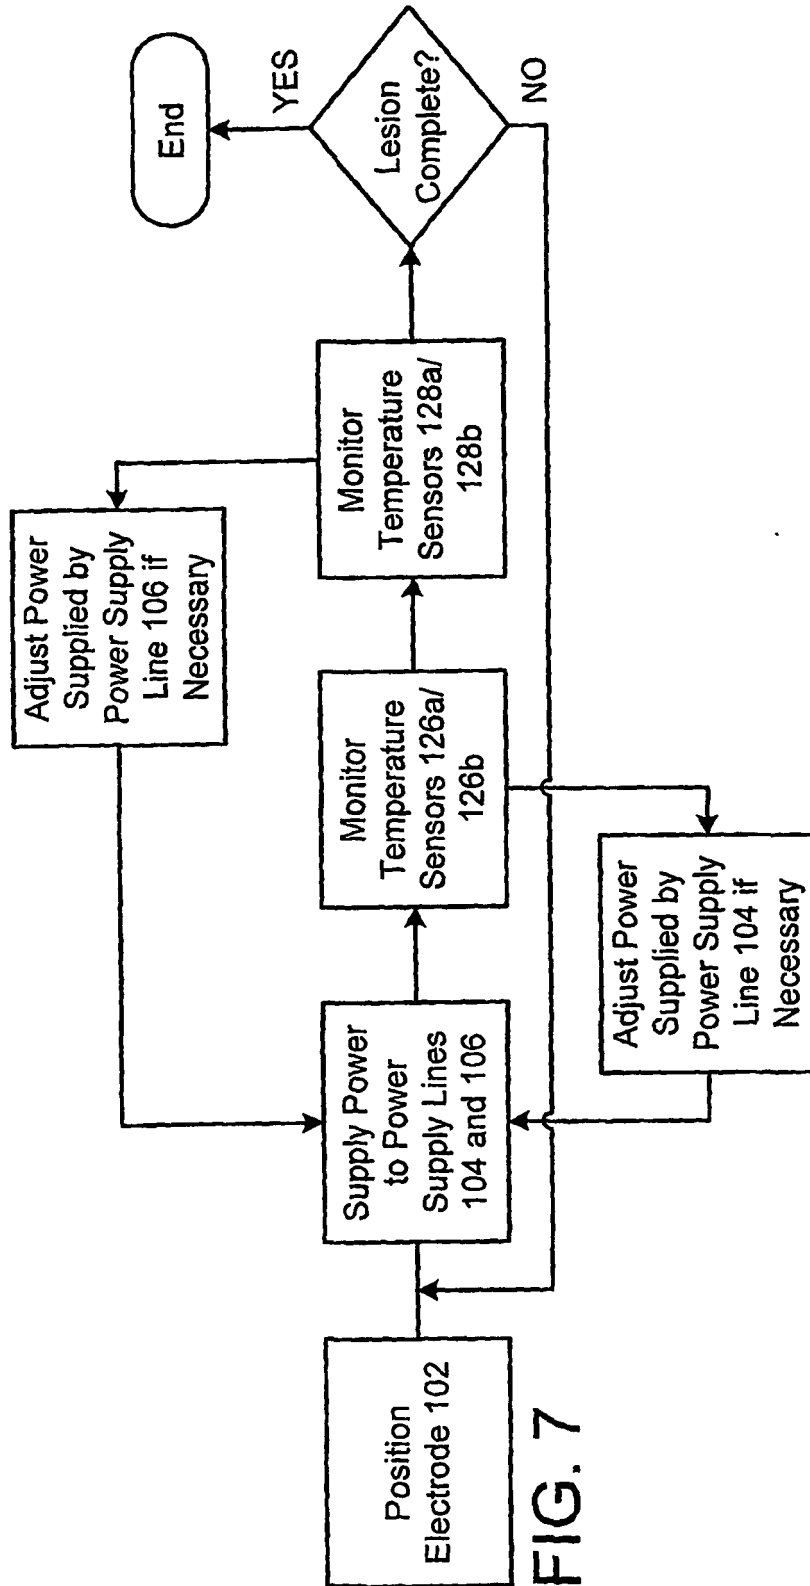 Position
Electrode 102
Supply Power
to Power
Supply Lines
104 and 106
Monitor
Temperature
Sensors 126a/
126b
Monitor
Temperature
Sensors 128a/
128b
Lesion
Complete?
YES
NO
End
Adjust Power
Supplied by
Power Supply
Line 106 if
Necessary
Adjust Power
Supplied by
Power Supply
Line 104 if
Necessary
FIG. 7